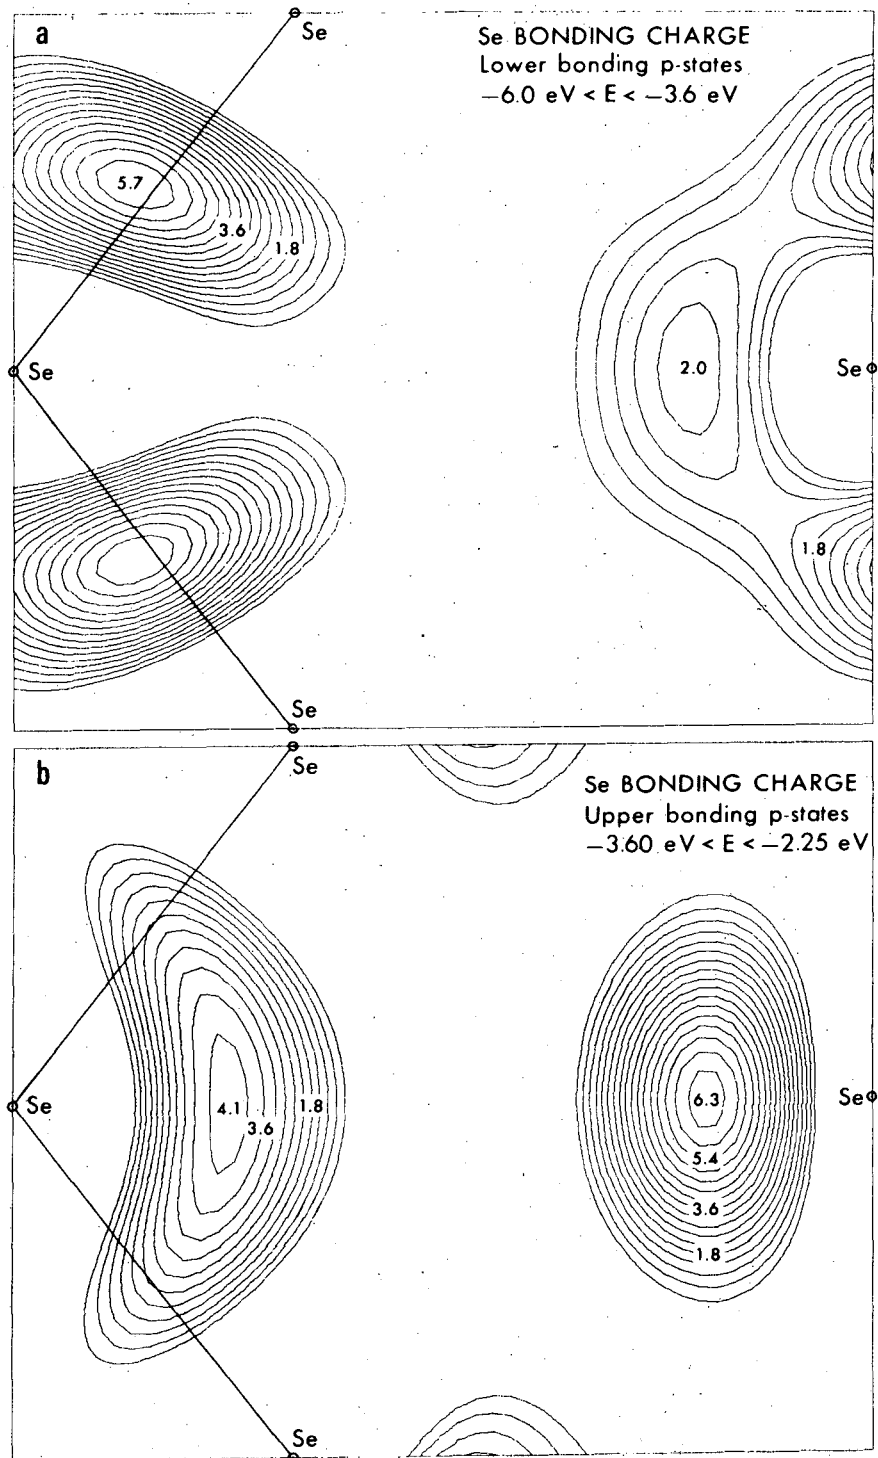 a
Se
Se BONDING CHARGE
Lower bonding p-states
−6.0 eV < E < −3.6 eV
5.7
3.6
1.8
Se
2.0
Se
1.8
Se
b
Se
Se BONDING CHARGE
Upper bonding p-states
−3.60 eV < E < −2.25 eV
Se
4.1
3.6
1.8
6.3
Se
5.4
3.6
1.8
Se